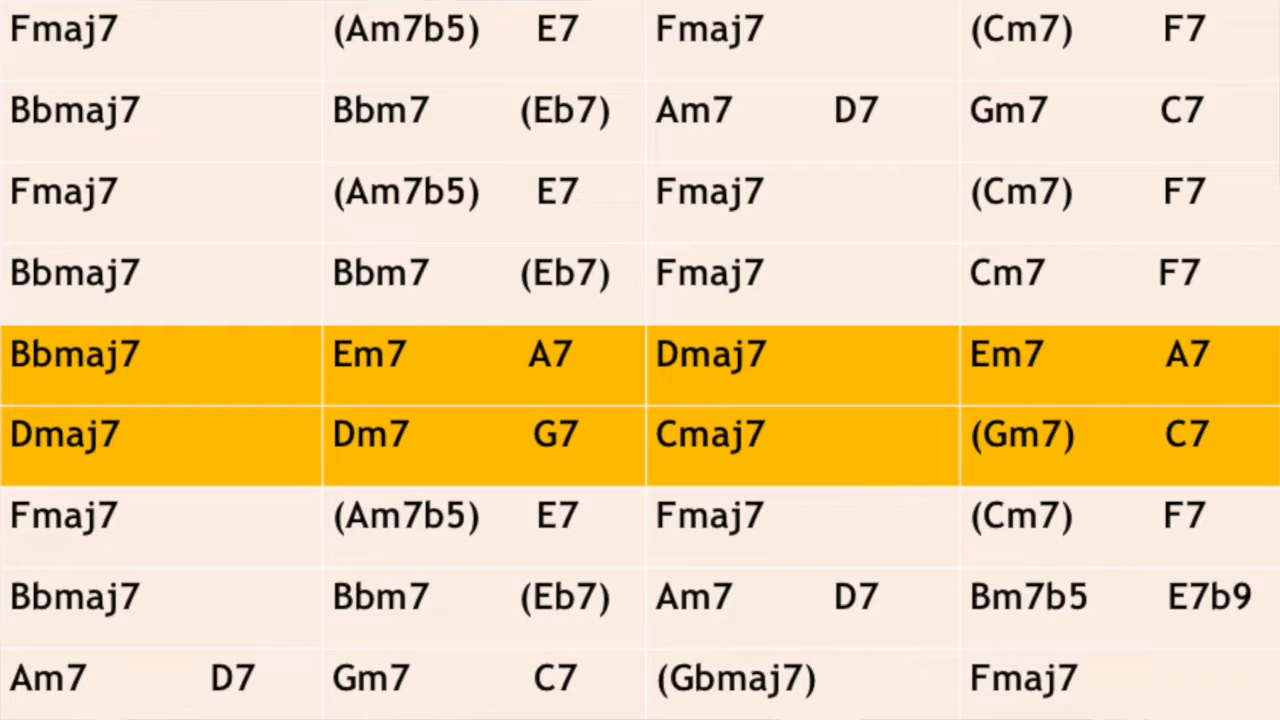 Fmaj7 (Am7b5) E7 Fmaj7 (Cm7) F7
Bbmaj7 Bbm7 (Eb7) Am7 D7 Gm7 C7
Fmaj7 (Am7b5) E7 Fmaj7 (Cm7) F7
Bbmaj7 Bbm7 (Eb7) Fmaj7 Cm7 F7
Bbmaj7 Em7 A7 Dmaj7 Em7 A7
Dmaj7 Dm7 G7 Cmaj7 (Gm7) C7
Fmaj7 (Am7b5) E7 Fmaj7 (Cm7) F7
Bbmaj7 Bbm7 (Eb7) Am7 D7 Bm7b5 E7b9
Am7 D7 Gm7 C7 (Gbmaj7) Fmaj7